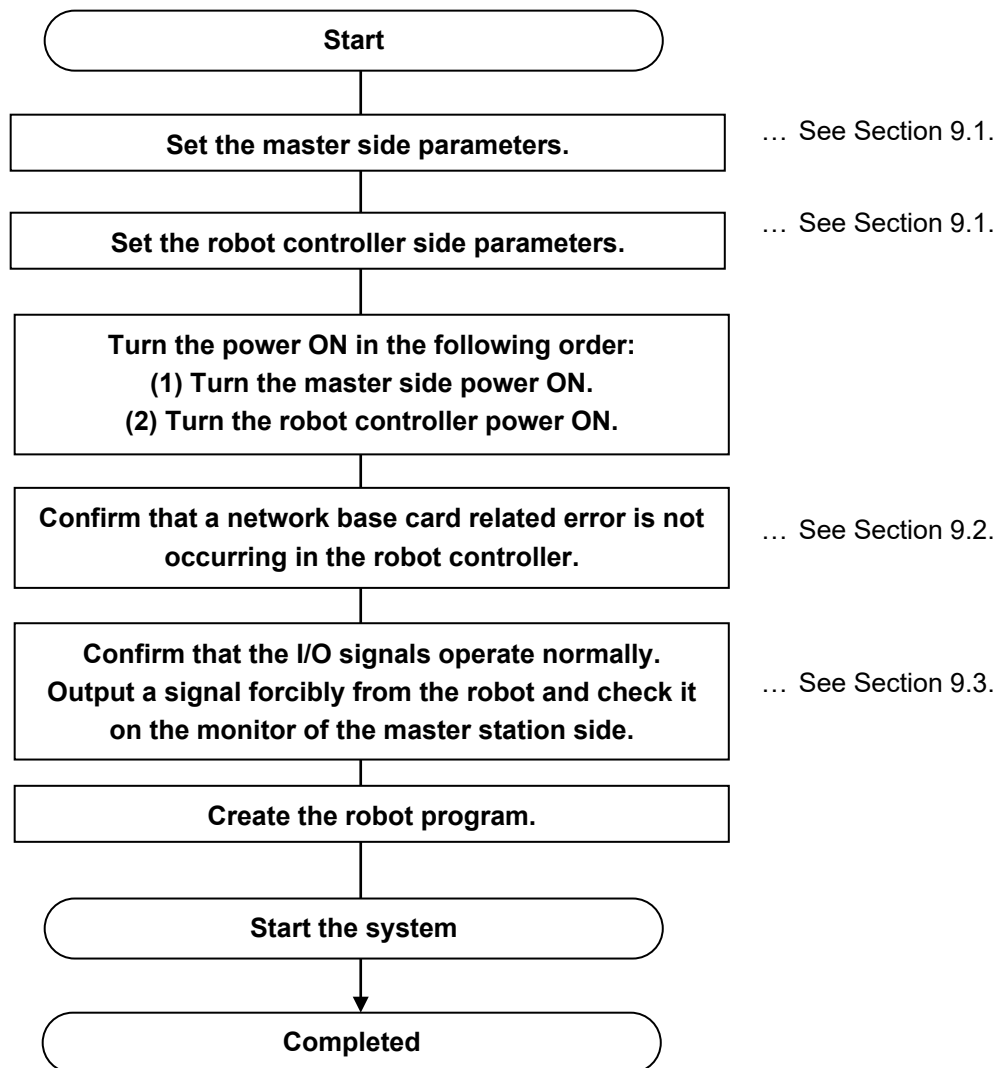 Start
Set the master side parameters.
… See Section 9.1.
Set the robot controller side parameters.
… See Section 9.1.
Turn the power ON in the following order:
(1) Turn the master side power ON.
(2) Turn the robot controller power ON.
Confirm that a network base card related error is not
occurring in the robot controller.
… See Section 9.2.
Confirm that the I/O signals operate normally.
Output a signal forcibly from the robot and check it
on the monitor of the master station side.
… See Section 9.3.
Create the robot program.
Start the system
Completed